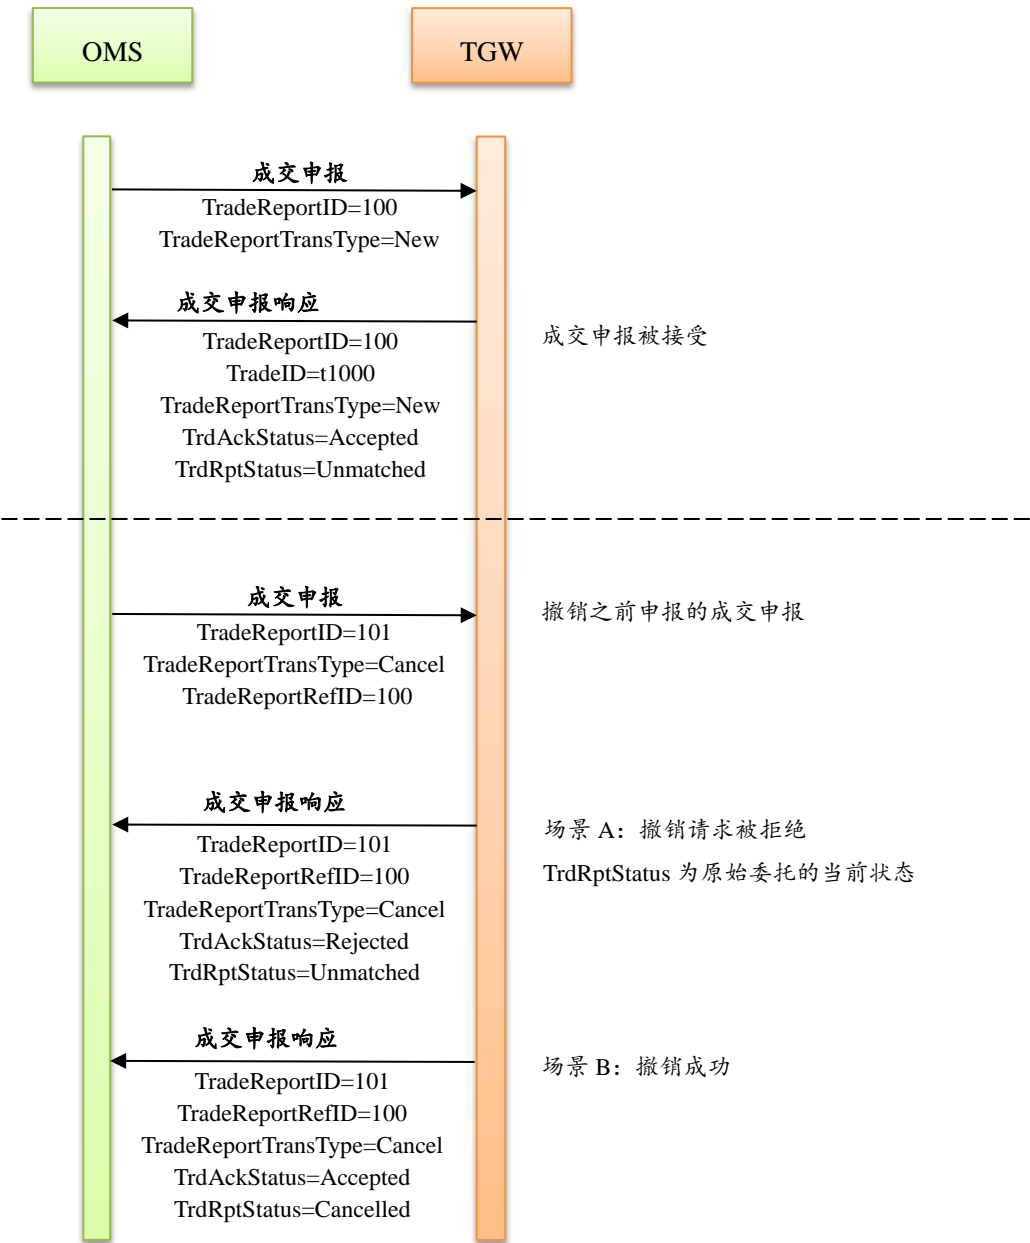 OMS
TGW
成交申报
TradeReportID=100
TradeReportTransType=New
成交申报响应
TradeReportID=100
TradeID=t1000
TradeReportTransType=New
TrdAckStatus=Accepted
TrdRptStatus=Unmatched
成交申报被接受
成交申报
TradeReportID=101
TradeReportTransType=Cancel
TradeReportRefID=100
撤销之前申报的成交申报
成交申报响应
TradeReportID=101
TradeReportRefID=100
TradeReportTransType=Cancel
TrdAckStatus=Rejected
TrdRptStatus=Unmatched
场景 A：撤销请求被拒绝
TrdRptStatus 为原始委托的当前状态
成交申报响应
TradeReportID=101
TradeReportRefID=100
TradeReportTransType=Cancel
TrdAckStatus=Accepted
TrdRptStatus=Cancelled
场景 B：撤销成功